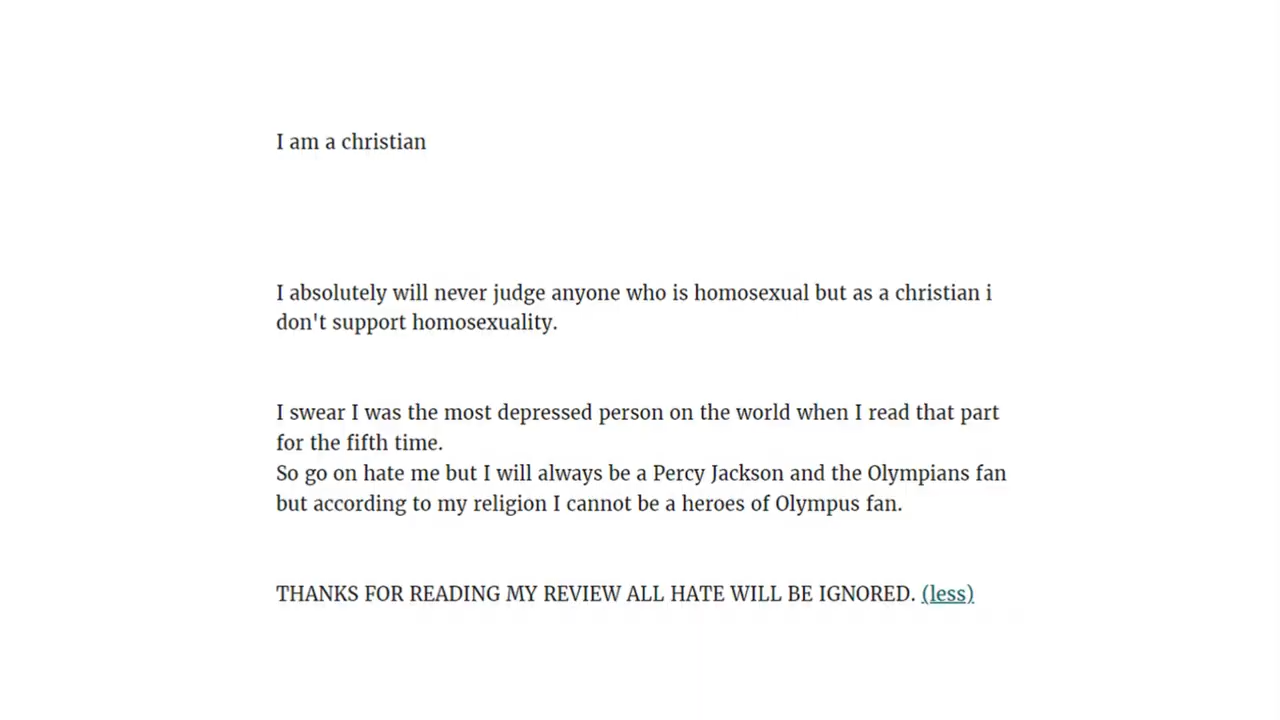 I am a christian
I absolutely will never judge anyone who is homosexual but as a christian i
don't support homosexuality.
I swear I was the most depressed person on the world when I read that part
for the fifth time.
So go on hate me but I will always be a Percy Jackson and the Olympians fan
but according to my religion I cannot be a heroes of Olympus fan.
THANKS FOR READING MY REVIEW ALL HATE WILL BE IGNORED. (less)